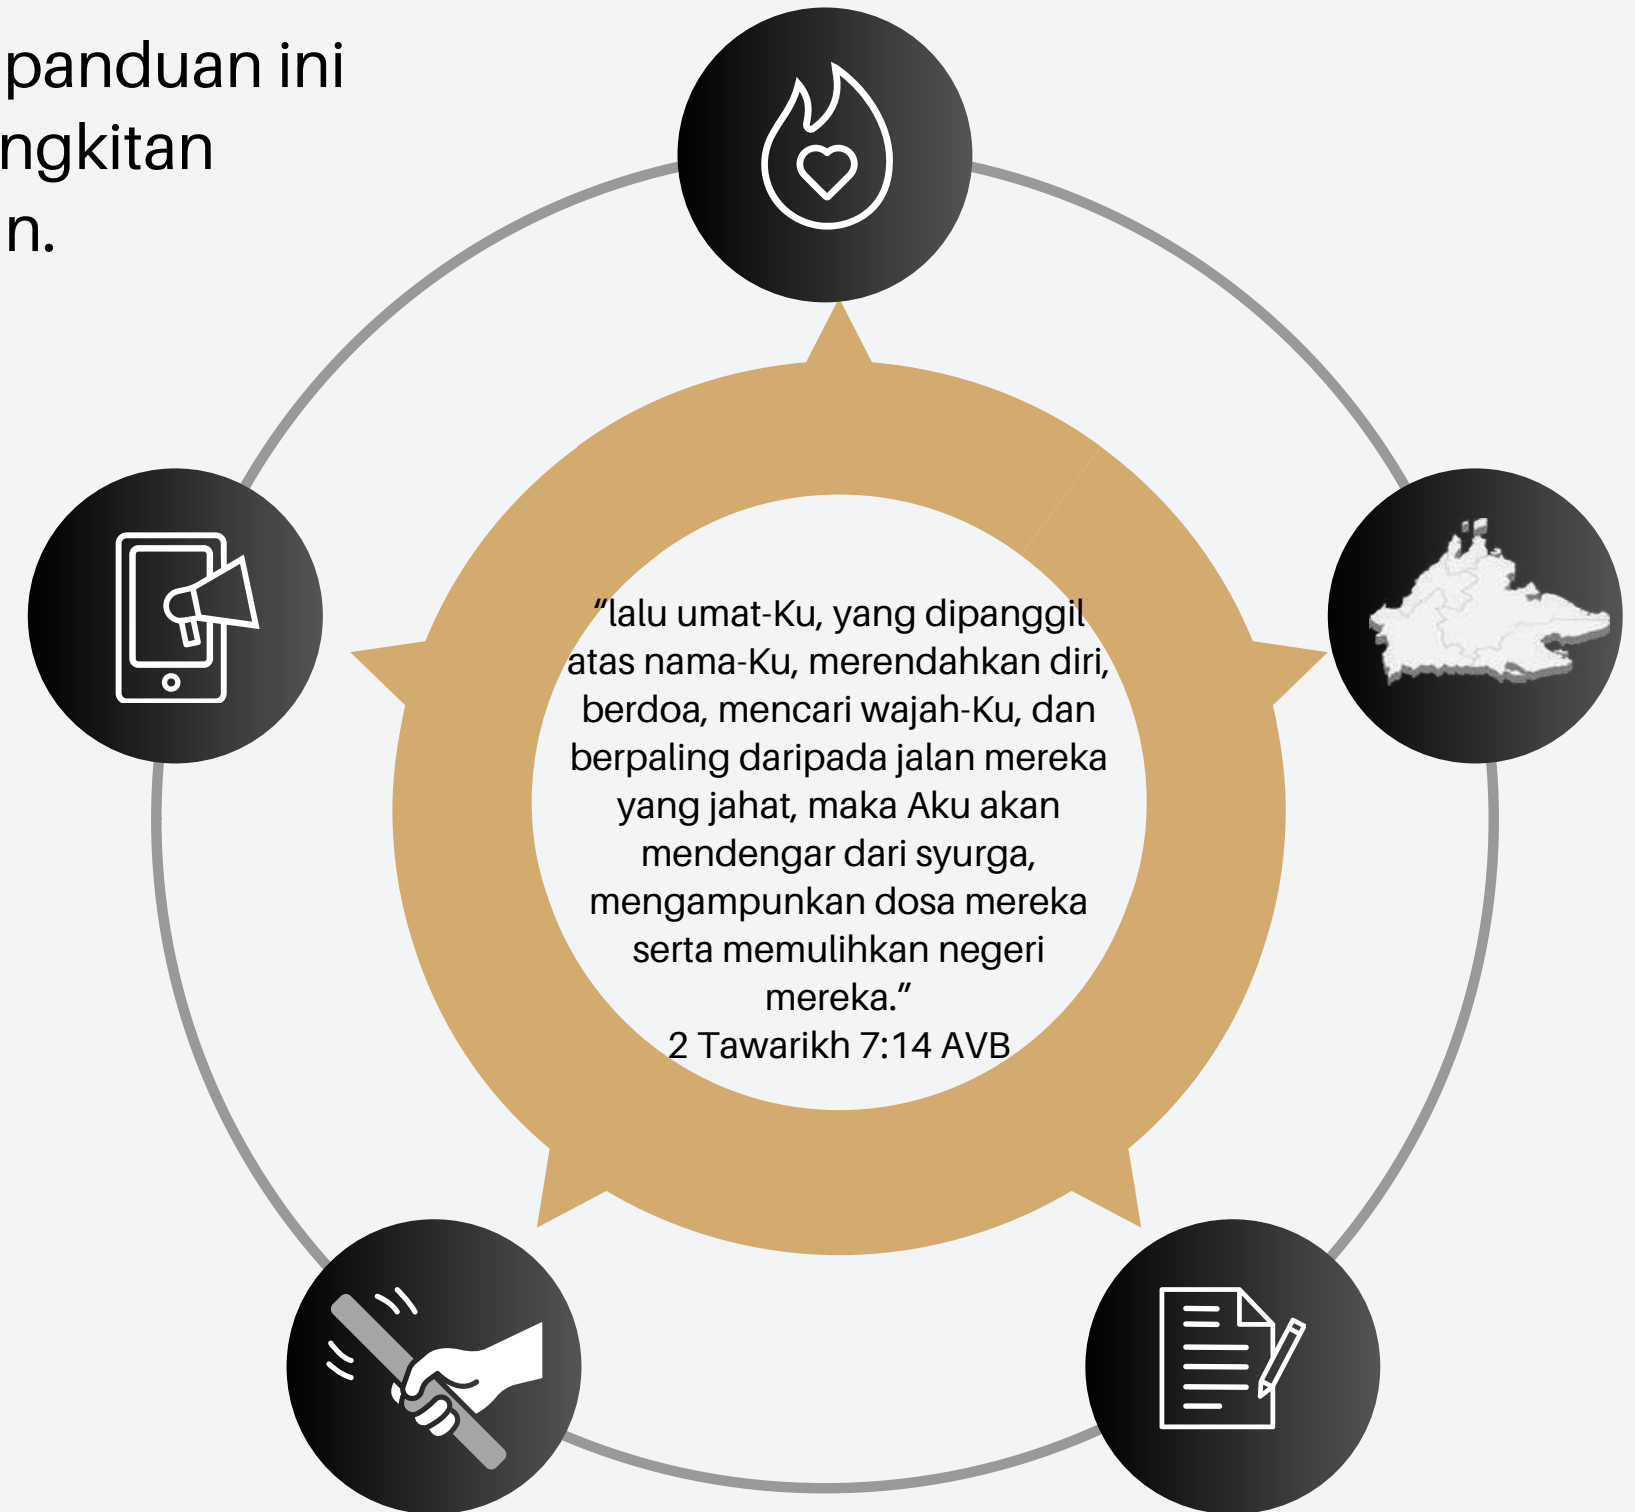 panduan ini
ngkitan
n.
“lalu umat-Ku, yang dipanggil
atas nama-Ku, merendahkan diri,
berdoa, mencari wajah-Ku, dan
berpaling daripada jalan mereka
yang jahat, maka Aku akan
mendengar dari syurga,
mengampunkan dosa mereka
serta memulihkan negeri
mereka.”
2 Tawarikh 7:14 AVB